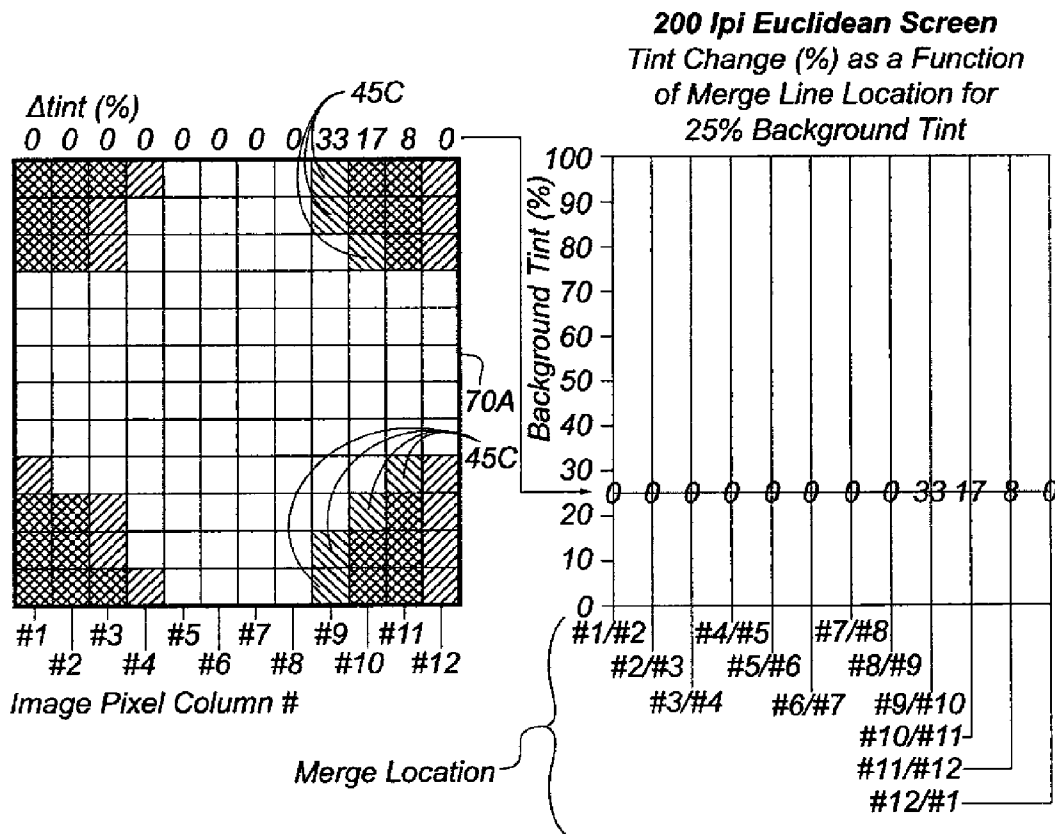 200 lpi Euclidean Screen
Tint Change (%) as a Function
of Merge Line Location for
25% Background Tint
Δtint (%)
45C
0 0 0 0 0 0 0 0 33 17 8 0
70A
45C
#1 #3 #5 #7 #9 #11
#2 #4 #6 #8 #10 #12
Image Pixel Column #
Background Tint (%)
100
90
80
70
60
50
40
30
20
10
0
0 0 0 0 0 0 0 0 33 17 8 0
#1/#2 #4/#5 #7/#8
#2/#3 #5/#6 #8/#9
#3/#4 #6/#7 #9/#10
#10/#11
#11/#12
#12/#1
Merge Location